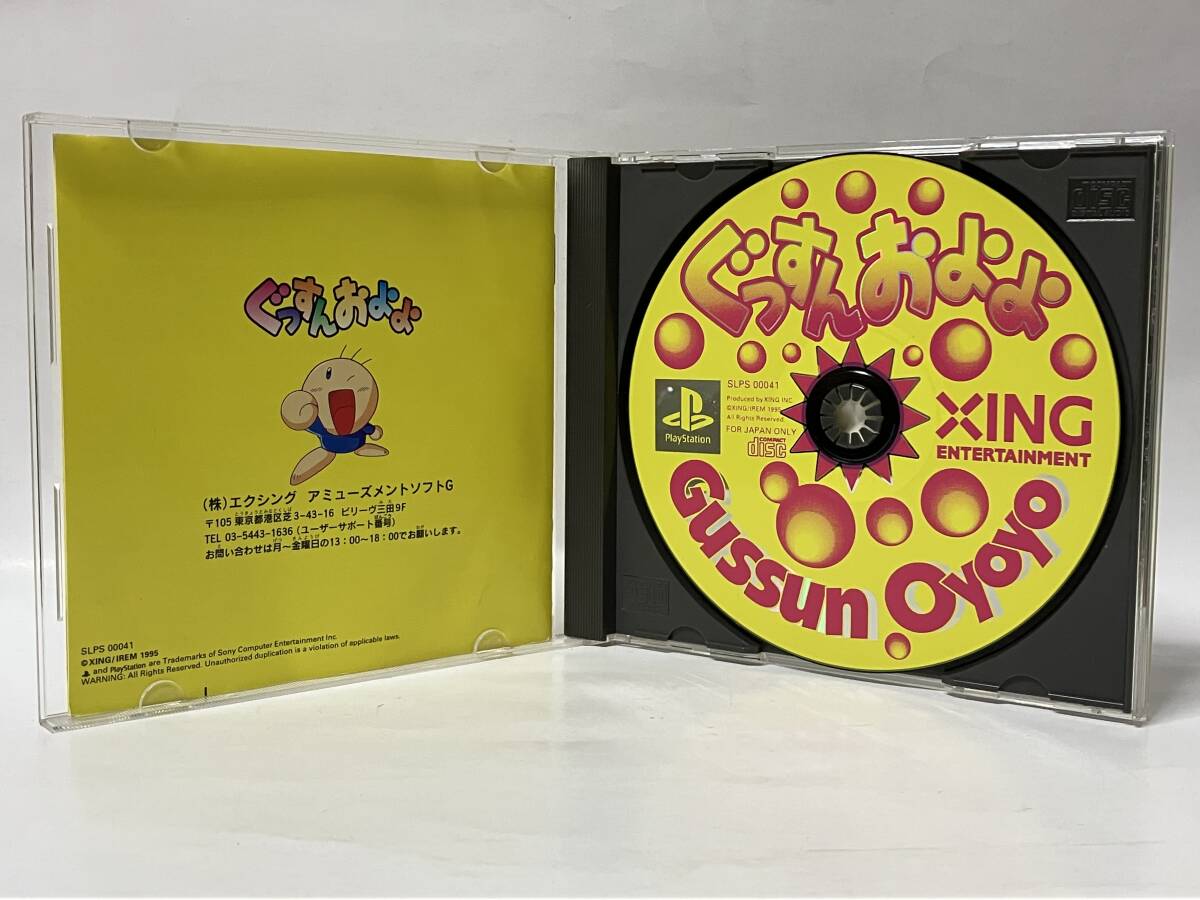 ぐっすんおよよ
(株)エクシング アミューズメントソフトG
〒105 東京都港区芝3-43-16 ビリーヴ三田9F
TEL 03-5443-1636 (ユーザーサポート番号)
お問い合わせは月〜金曜日の13:00〜18:00でお願いします。
SLPS 00041
©XING/IREM 1995
and PlayStation are Trademarks of Sony Computer Entertainment Inc.
WARNING: All Rights Reserved. Unauthorized duplication is a violation of applicable laws.
ぐっすんおよよ
SLPS 00041
Produced by XING INC.
©XING/IREM 1995
All Rights Reserved.
FOR JAPAN ONLY
COMPACT
disc
PlayStation
XING
ENTERTAINMENT
Gussun Oyoyo
disc